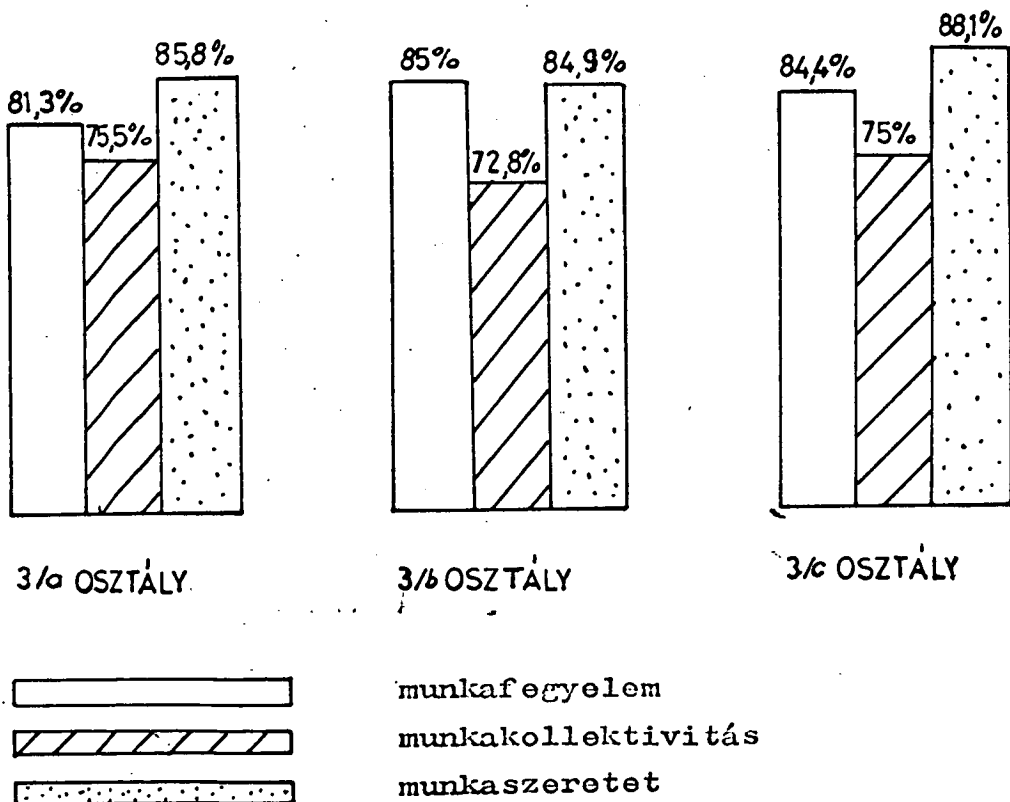 81,3% 75,5% 85,8%
85% 72,8% 84,9%
84,4% 75% 88,1%
3/a OSZTÁLY
3/b OSZTÁLY
3/c OSZTÁLY
munkafegyelem
munkakollektivitás
munkaszeretet